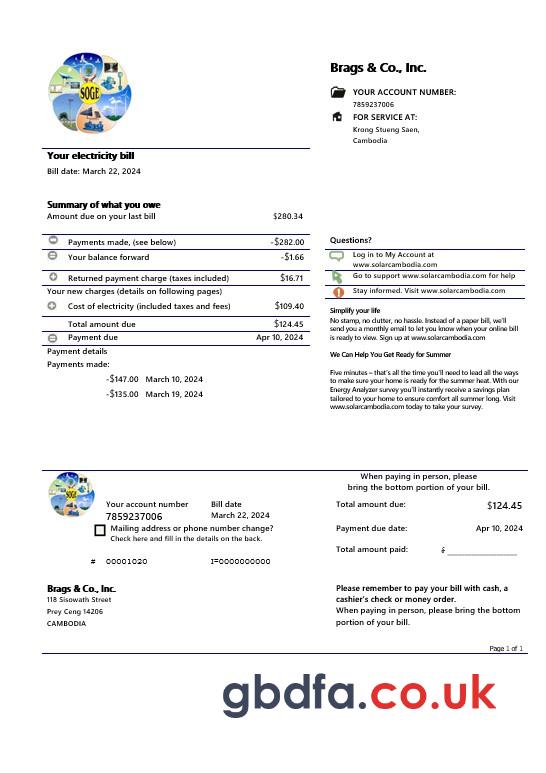 SOGE
Brags & Co., Inc.
YOUR ACCOUNT NUMBER:
7859237006
FOR SERVICE AT:
Krong Stueng Saen,
Cambodia
Your electricity bill
Bill date: March 22, 2024
Summary of what you owe
Amount due on your last bill $280.34
Payments made, (see below) -$282.00
Your balance forward -$1.66
Returned payment charge (taxes included) $16.71
Your new charges (details on following pages)
Cost of electricity (included taxes and fees) $109.40
Total amount due $124.45
Payment due Apr 10, 2024
Payment details
Payments made:
-$147.00 March 10, 2024
-$135.00 March 19, 2024
Questions?
Log in to My Account at
www.solarcambodia.com
Go to support www.solarcambodia.com for help
Stay informed. Visit www.solarcambodia.com
Simplify your life
No stamp, no clutter, no hassle. Instead of a paper bill, we'll
send you a monthly email to let you know when your online bill
is ready to view. Sign up at www.solarcambodia.com
We Can Help You Get Ready for Summer
Five minutes – that's all the time you'll need to lead all the ways
to make sure your home is ready for the summer heat. With our
Energy Analyzer survey you'll instantly receive a savings plan
tailored to your home to ensure comfort all summer long. Visit
www.solarcambodia.com today to take your survey.
SOGE
Your account number Bill date
7859237006 March 22, 2024
Mailing address or phone number change?
Check here and fill in the details on the back.
# 00001020 I=0000000000
When paying in person, please
bring the bottom portion of your bill.
Total amount due: $124.45
Payment due date: Apr 10, 2024
Total amount paid: $ _______________
Brags & Co., Inc.
118 Sisowath Street
Prey Ceng 14206
CAMBODIA
Please remember to pay your bill with cash, a
cashier's check or money order.
When paying in person, please bring the bottom
portion of your bill.
Page 1 of 1
gbdfa.co.uk